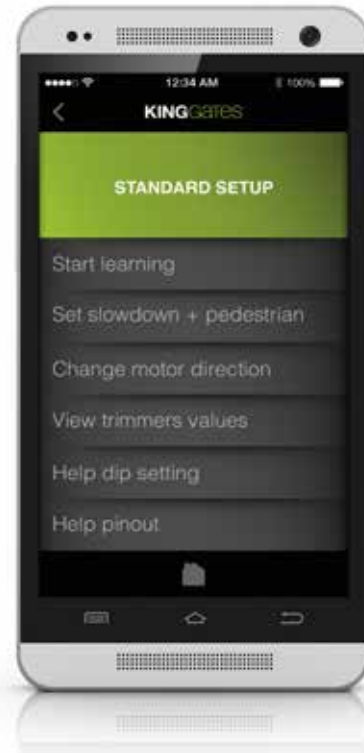 12:34 AM
100%
KINGGATES
STANDARD SETUP
Start learning
Set slowdown + pedestrian
Change motor direction
View trimmers values
Help dip setting
Help pinout